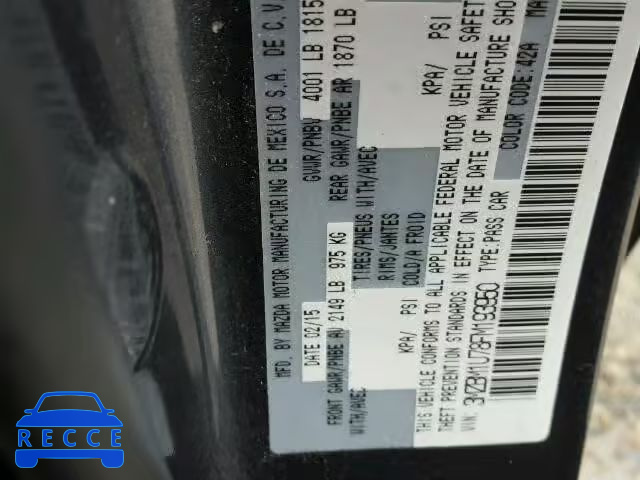 MFD. BY MAZDA MOTOR MANUFACTURING DE MEXICO S.A. DE C.V.
DATE 02/15 GVWR/PNBV 4001 LB 1815
FRONT GAWR/PNBE AV 2149 LB 975 KG REAR GAWR/PNBE AR 1870 LB
WITH/AVEC TIRES/PNEUS WITH/AVEC
RIMS/JANTES
KPA/ PSI COLD/A FROID KPA/ PSI
THIS VEHICLE CONFORMS TO ALL APPLICABLE FEDERAL MOTOR VEHICLE SAFET
THEFT PREVENTION STANDARDS IN EFFECT ON THE DATE OF MANUFACTURE SHO
VIN: 3MZBM1U78FM193950 TYPE:PASS CAR COLOR CODE:42A MA
RECCE